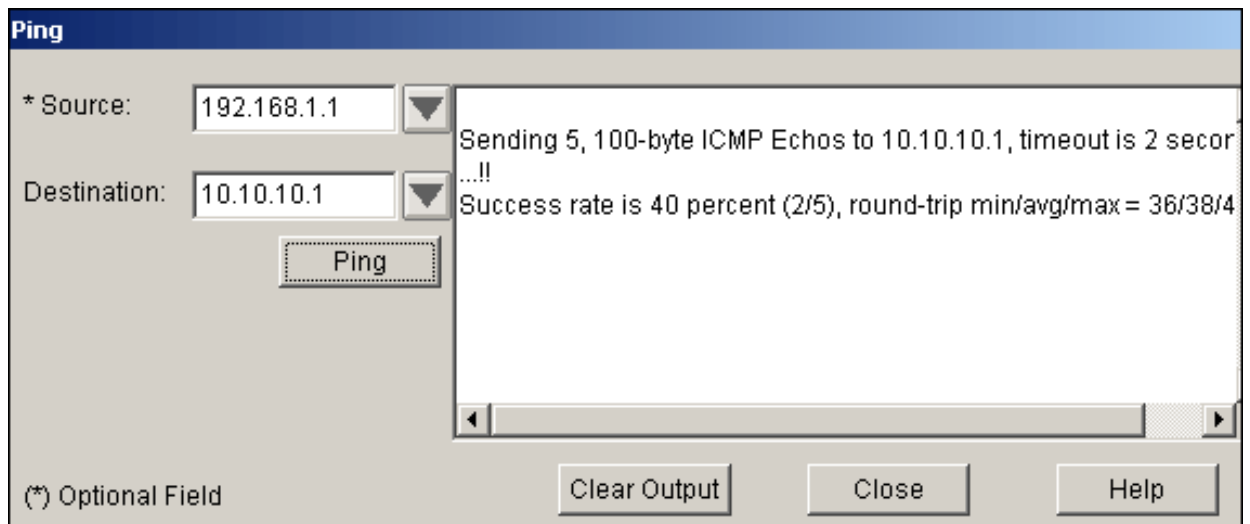 Ping
* Source:
192.168.1.1
Destination:
10.10.10.1
Ping
Sending 5, 100-byte ICMP Echos to 10.10.10.1, timeout is 2 secon
...!!
Success rate is 40 percent (2/5), round-trip min/avg/max = 36/38/4
(*) Optional Field
Clear Output
Close
Help